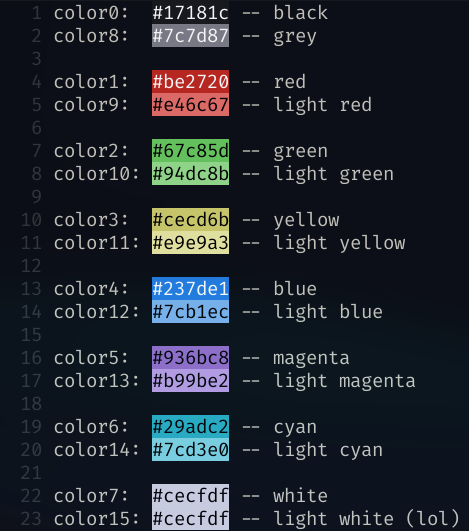 1 color0: #17181c -- black
2 color8: #7c7d87 -- grey
3
4 color1: #be2720 -- red
5 color9: #e46c67 -- light red
6
7 color2: #67c85d -- green
8 color10: #94dc8b -- light green
9
10 color3: #cecd6b -- yellow
11 color11: #e9e9a3 -- light yellow
12
13 color4: #237de1 -- blue
14 color12: #7cb1ec -- light blue
15
16 color5: #936bc8 -- magenta
17 color13: #b99be2 -- light magenta
18
19 color6: #29adc2 -- cyan
20 color14: #7cd3e0 -- light cyan
21
22 color7: #cecfdf -- white
23 color15: #cecfdf -- light white (lol)